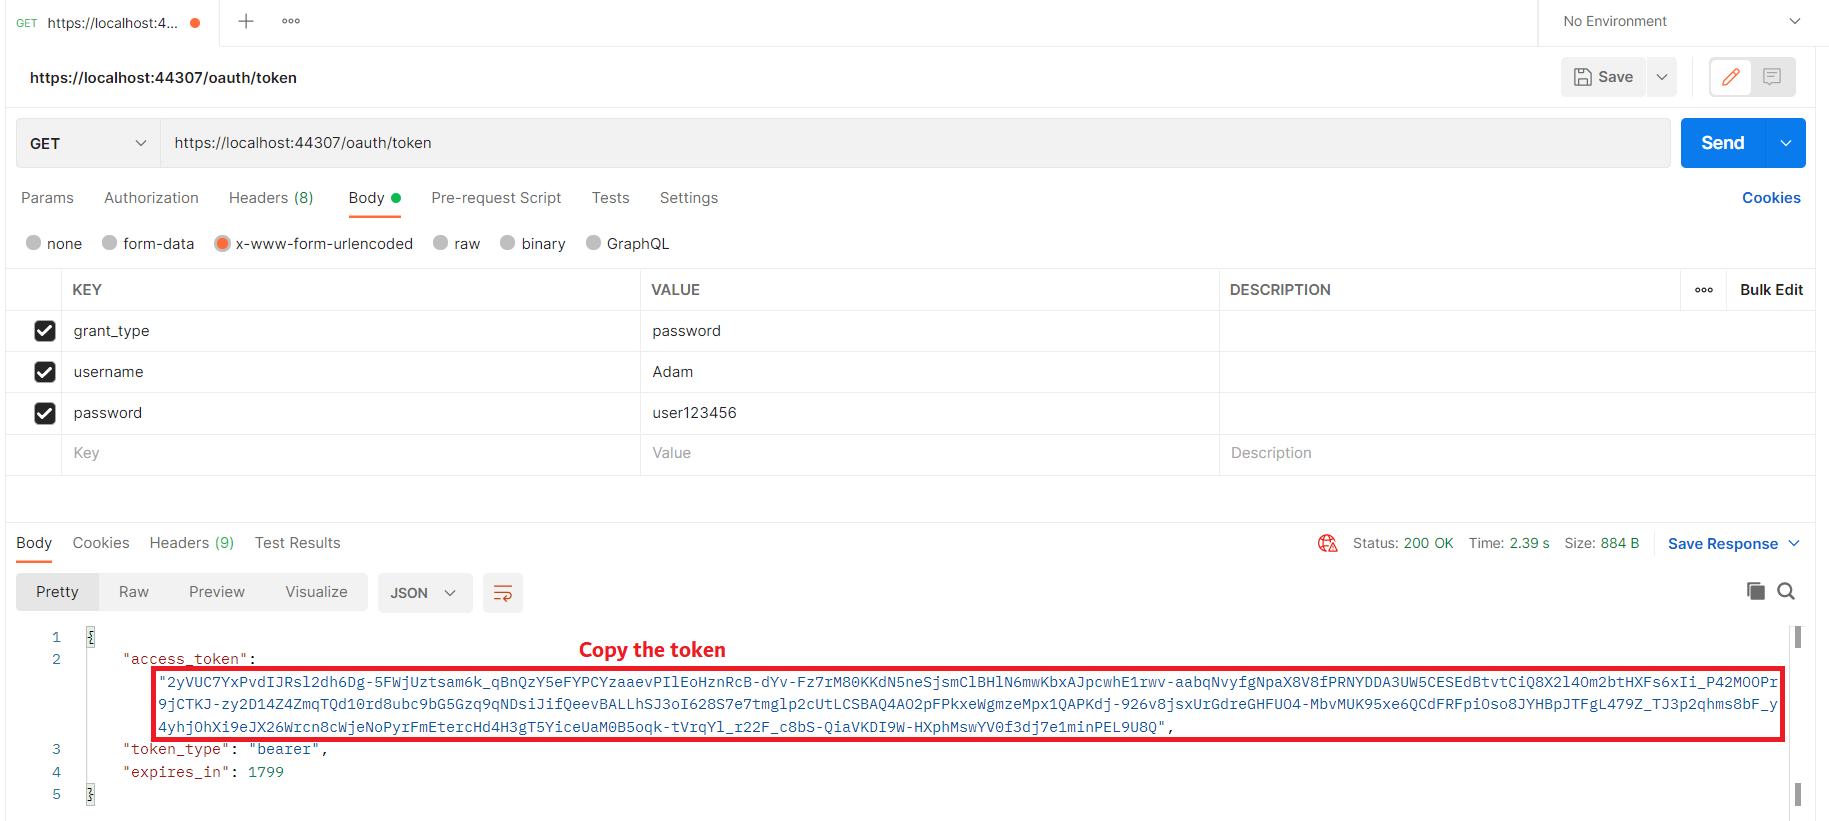 GET https://localhost:4...
No Environment
https://localhost:44307/oauth/token
Save
GET https://localhost:44307/oauth/token Send
Params Authorization Headers (8) Body Pre-request Script Tests Settings Cookies
none form-data x-www-form-urlencoded raw binary GraphQL
KEY VALUE DESCRIPTION ooo Bulk Edit
grant_type password
username Adam
password user123456
Key Value Description
Body Cookies Headers (9) Test Results Status: 200 OK Time: 2.39 s Size: 884 B Save Response
Pretty Raw Preview Visualize JSON
1 {
Copy the token
2 "access_token":
"2yVUC7YxPvdIJRsl2dh6Dg-5FWjUztsam6k_qBnQzY5eFYPCYzaaevPIlEoHznRcB-dYv-Fz7rM80KKdN5neSjsmClBHlN6mwKbxAJpcwhE1rwv-aabqNvyfgNpaX8V8fPRNYDDA3UW5CESEdBtvtCiQ8X2l4Om2btHXFs6xIi_P42MOOPr
9jCTKJ-zy2D14Z4ZmqTQd10rd8ubc9bG5Gzq9qNDsiJifQeevBALLhSJ3oI628S7e7tmglp2cUtLCSBAQ4AO2pFPkxeWgmzeMpx1QAPKdj-926v8jsxUrGdreGHFUO4-MbvMUK95xe6QCdFRFpiOso8JYHBpJTFgL479Z_TJ3p2qhms8bF_y
4yhjOhXi9eJX26Wrcn8cWjeNoPyrFmEtercHd4H3gT5YiceUaM0B5oqk-tVrqYl_r22F_c8bS-QiaVKDI9W-HXphMswYV0f3dj7e1minPEL9U8Q",
3 "token_type": "bearer",
4 "expires_in": 1799
5 }